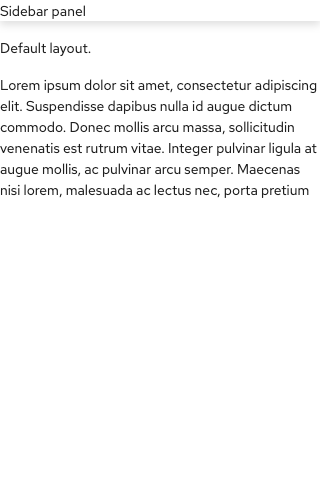 Sidebar panel
Default layout.
Lorem ipsum dolor sit amet, consectetur adipiscing
elit. Suspendisse dapibus nulla id augue dictum
commodo. Donec mollis arcu massa, sollicitudin
venenatis est rutrum vitae. Integer pulvinar ligula at
augue mollis, ac pulvinar arcu semper. Maecenas
nisi lorem, malesuada ac lectus nec, porta pretium